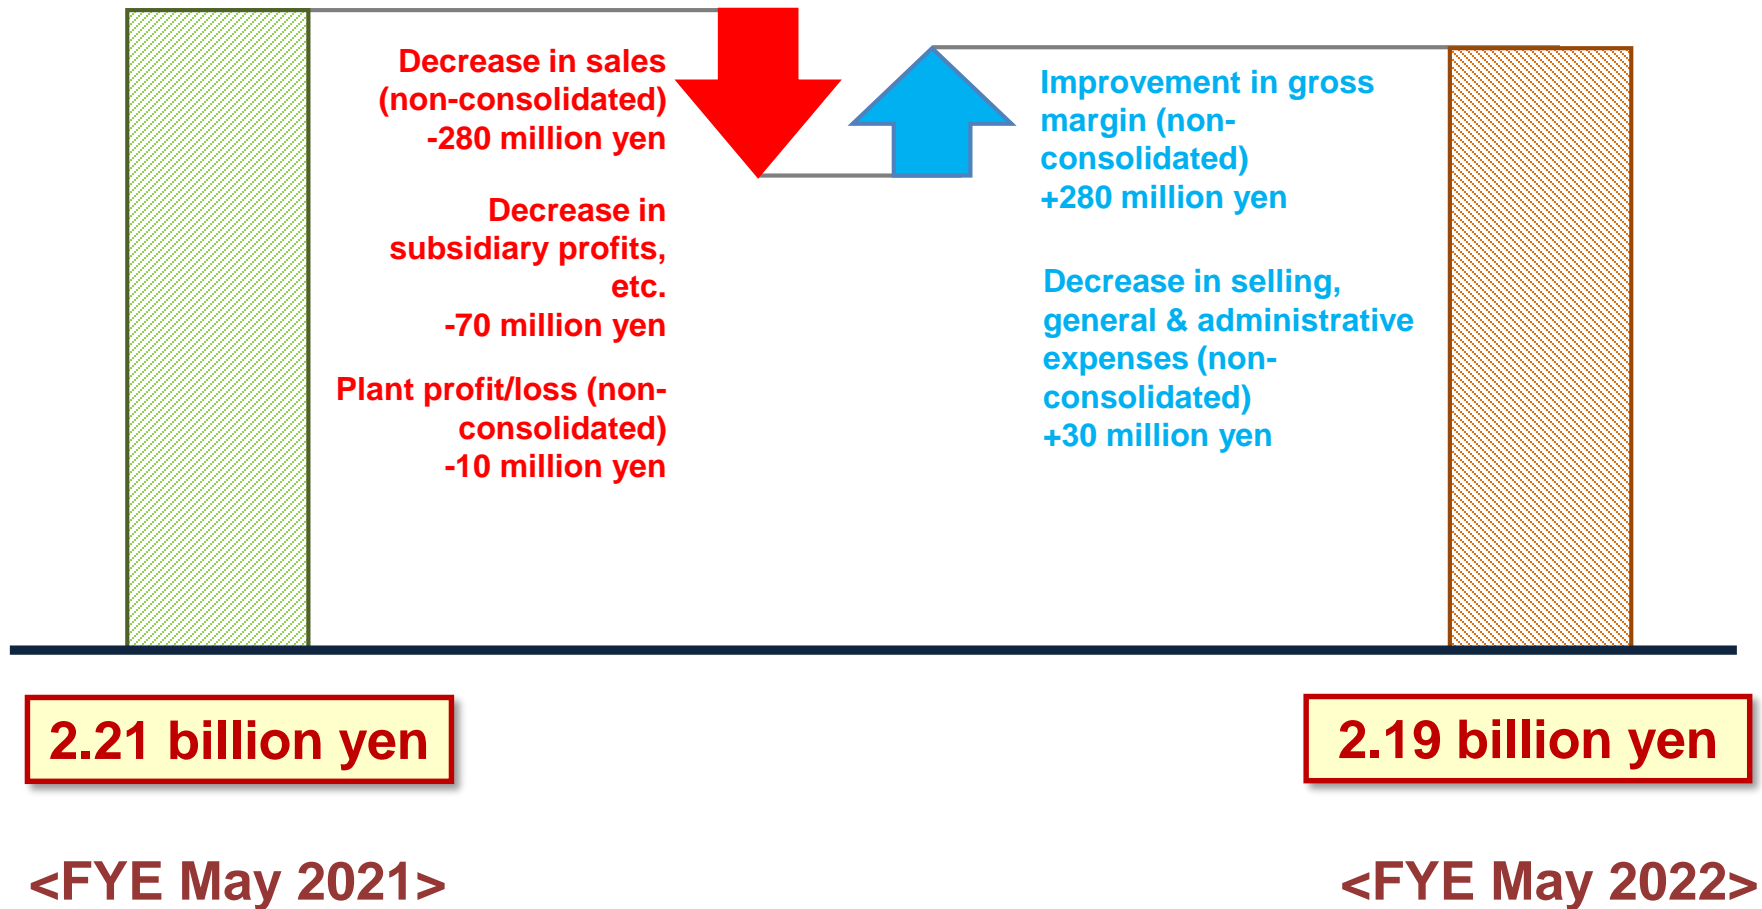 Decrease in sales
(non-consolidated)
-280 million yen
Decrease in
subsidiary profits,
etc.
-70 million yen
Plant profit/loss (non-
consolidated)
-10 million yen
Improvement in gross
margin (non-
consolidated)
+280 million yen
Decrease in selling,
general & administrative
expenses (non-
consolidated)
+30 million yen
2.21 billion yen
2.19 billion yen
<FYE May 2021>
<FYE May 2022>